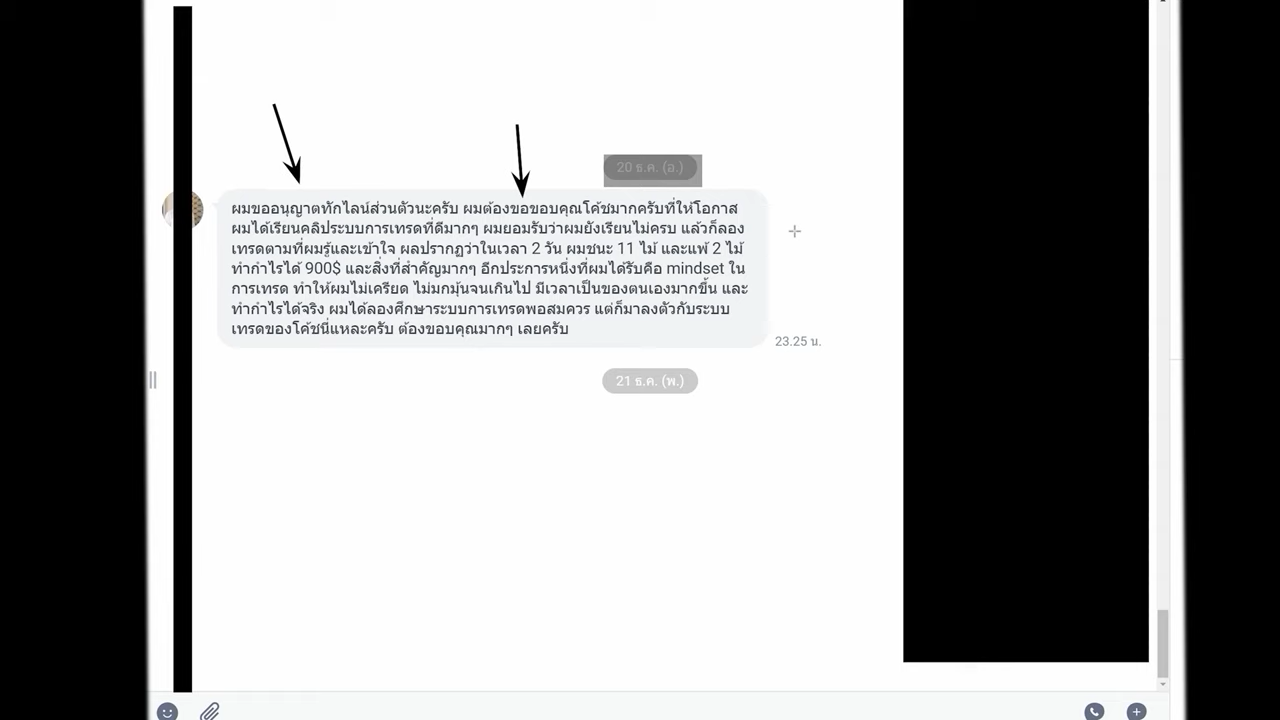 20 ธ.ค. (อ.)
ผมขออนุญาตทักไลน์ส่วนตัวนะครับ ผมต้องขอขอบคุณโค้ชมากครับที่ให้โอกาส
ผมได้เรียนคลิประบบการเทรดที่ดีมากๆ ผมยอมรับว่าผมยังเรียนไม่ครบ แล้วก็ลอง
เทรดตามที่ผมรู้และเข้าใจ ผลปรากฏว่าในเวลา 2 วัน ผมชนะ 11 ไม้ และแพ้ 2 ไม้
ทำกำไรได้ 900$ และสิ่งที่สำคัญมากๆ อีกประการหนึ่งที่ผมได้รับคือ mindset ใน
การเทรด ทำให้ผมไม่เครียด ไม่มกมุ้นจนเกินไป มีเวลาเป็นของตนเองมากขึ้น และ
ทำกำไรได้จริง ผมได้ลองศึกษาระบบการเทรดพอสมควร แต่ก็มาลงตัวกับระบบ
เทรดของโค้ชนี่แหละครับ ต้องขอบคุณมากๆ เลยครับ
23.25 น.
21 ธ.ค. (พ.)